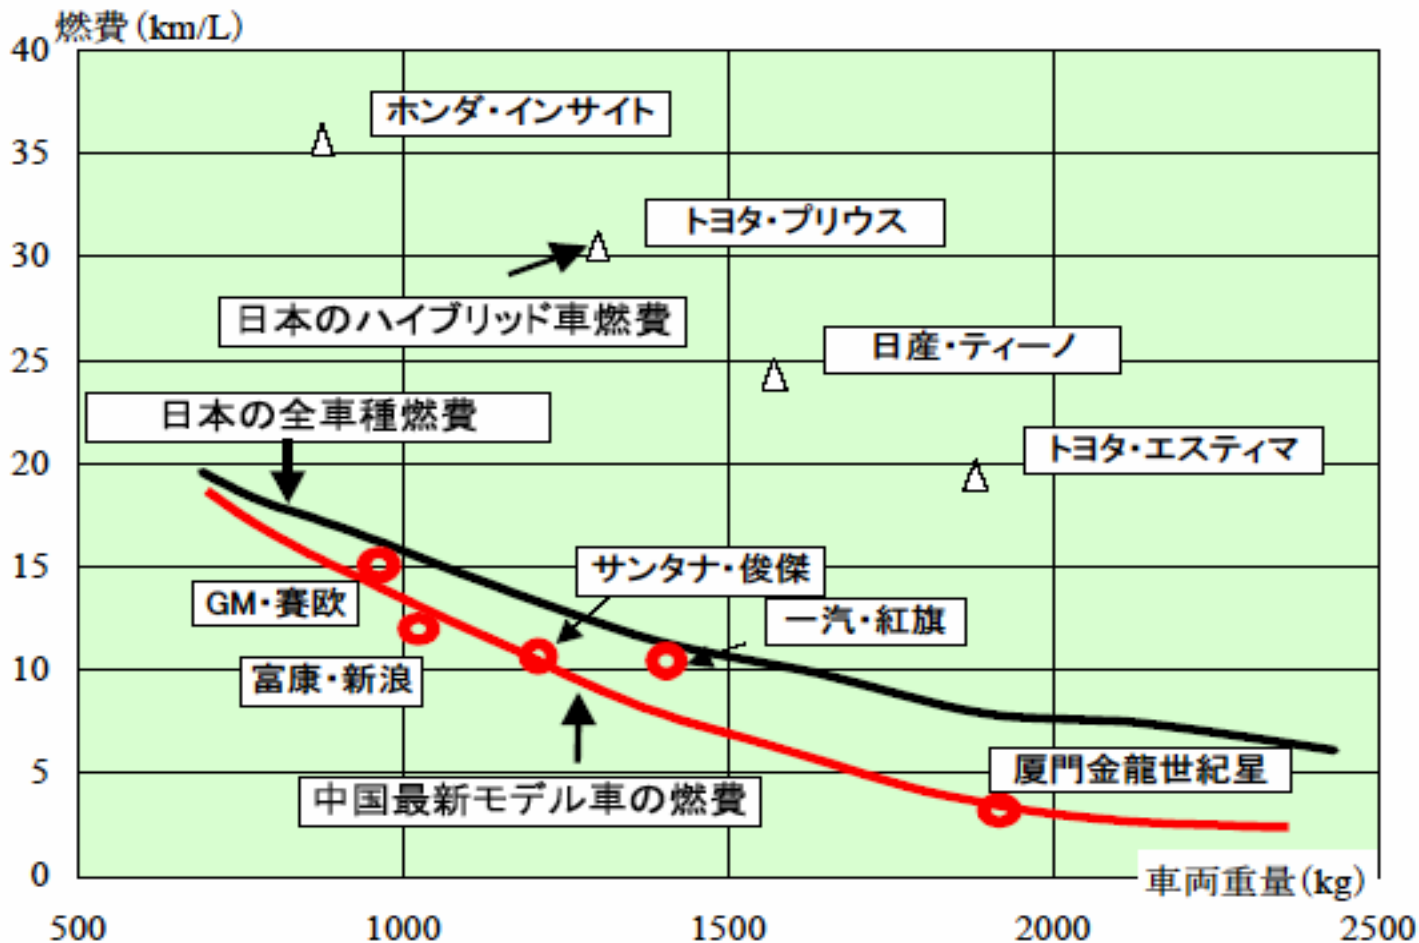 燃費(km/L)
40
ホンダ・インサイト
35
トヨタ・プリウス
30
日本のハイブリッド車燃費
日産・ティーノ
25
日本の全車種燃費
トヨタ・エスティマ
20
サンタナ・俊傑
15
GM・賽欧
一汽・紅旗
富康・新浪
10
厦門金龍世紀星
5
中国最新モデル車の燃費
0
車両重量(kg)
500 1000 1500 2000 2500